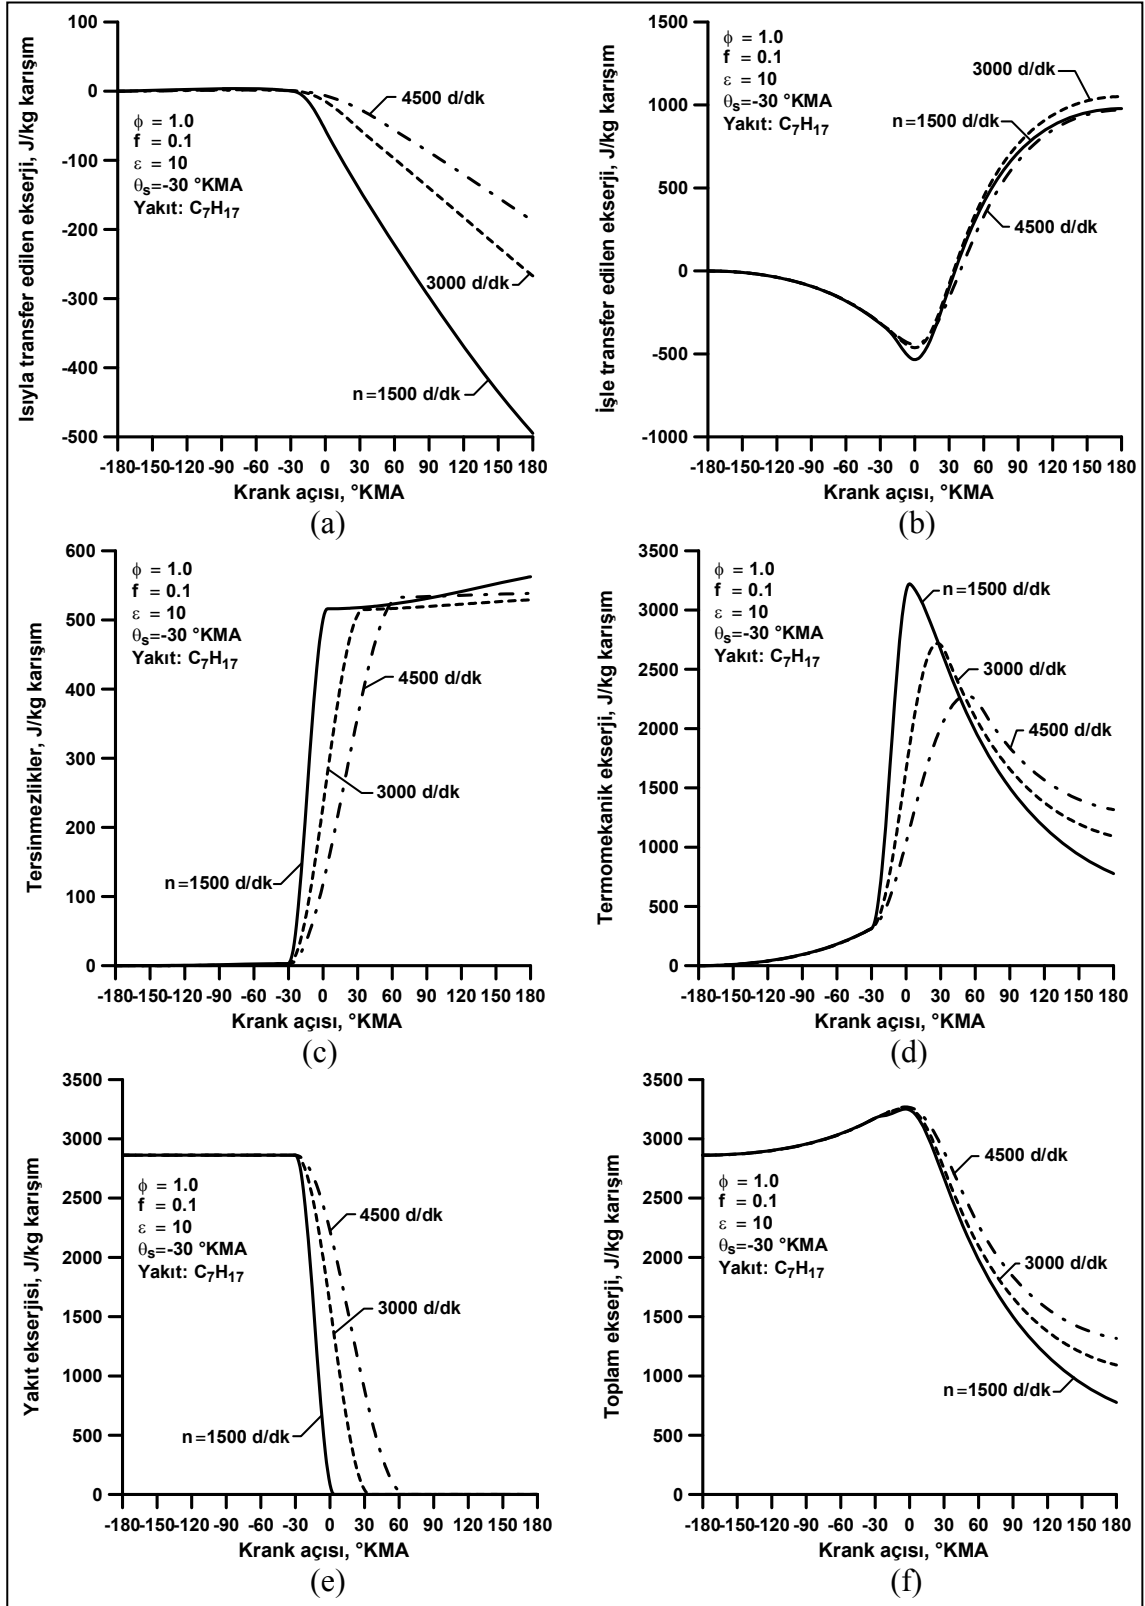 100
0
-100
-200
-300
-400
-500
Isıyla transfer edilen ekserji, J/kg karışım
ϕ = 1.0
f = 0.1
ε = 10
θs=-30 °KMA
Yakıt: C7H17
4500 d/dk
3000 d/dk
n=1500 d/dk
-180-150-120 -90 -60 -30 0 30 60 90 120 150 180
Krank açısı, °KMA
(a)
1500
1000
500
0
-500
-1000
İşle transfer edilen ekserji, J/kg karışım
ϕ = 1.0
f = 0.1
ε = 10
θs=-30 °KMA
Yakıt: C7H17
3000 d/dk
n=1500 d/dk
4500 d/dk
-180-150-120 -90 -60 -30 0 30 60 90 120 150 180
Krank açısı, °KMA
(b)
600
500
400
300
200
100
0
Tersinmezlikler, J/kg karışım
ϕ = 1.0
f = 0.1
ε = 10
θs=-30 °KMA
Yakıt: C7H17
4500 d/dk
3000 d/dk
n=1500 d/dk
-180-150-120 -90 -60 -30 0 30 60 90 120 150 180
Krank açısı, °KMA
(c)
3500
3000
2500
2000
1500
1000
500
0
Termomekanik ekserji, J/kg karışım
ϕ = 1.0
f = 0.1
ε = 10
θs=-30 °KMA
Yakıt: C7H17
n=1500 d/dk
3000 d/dk
4500 d/dk
-180-150-120 -90 -60 -30 0 30 60 90 120 150 180
Krank açısı, °KMA
(d)
3500
3000
2500
2000
1500
1000
500
0
Yakıt ekserjisi, J/kg karışım
ϕ = 1.0
f = 0.1
ε = 10
θs=-30 °KMA
Yakıt: C7H17
4500 d/dk
3000 d/dk
n=1500 d/dk
-180-150-120 -90 -60 -30 0 30 60 90 120 150 180
Krank açısı, °KMA
(e)
3500
3000
2500
2000
1500
1000
500
0
Toplam ekserji, J/kg karışım
ϕ = 1.0
f = 0.1
ε = 10
θs=-30 °KMA
Yakıt: C7H17
4500 d/dk
3000 d/dk
n=1500 d/dk
-180-150-120 -90 -60 -30 0 30 60 90 120 150 180
Krank açısı, °KMA
(f)